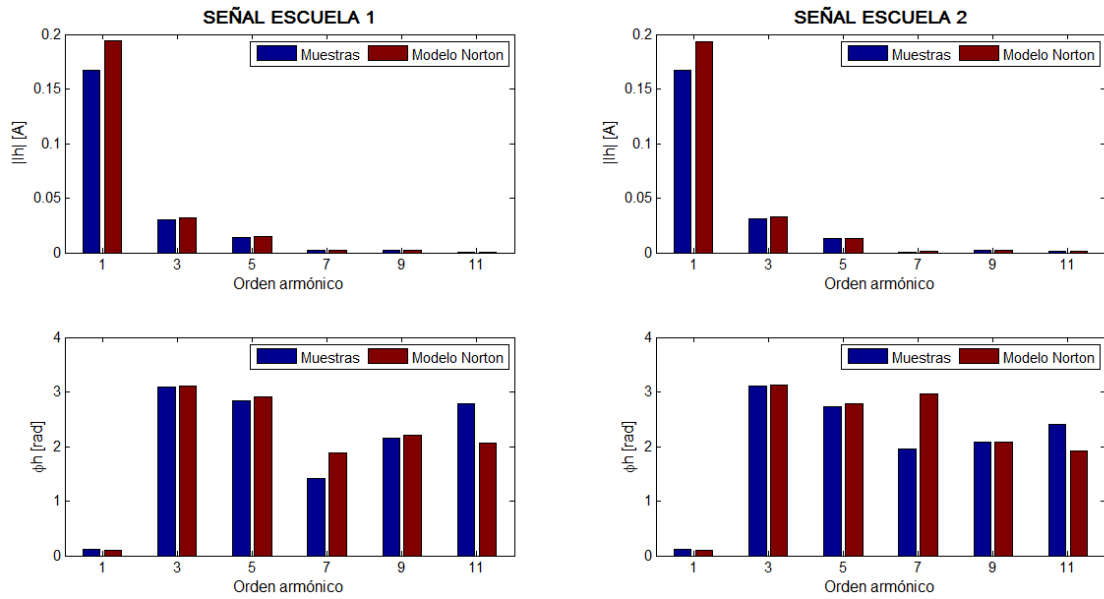 SEÑAL ESCUELA 1
0.2
0.15
0.1
0.05
0
|Ih| [A]
Muestras
Modelo Norton
1 3 5 7 9 11
Orden armónico
SEÑAL ESCUELA 2
0.2
0.15
0.1
0.05
0
|Ih| [A]
Muestras
Modelo Norton
1 3 5 7 9 11
Orden armónico
4
3
2
1
0
ϕh [rad]
Muestras
Modelo Norton
1 3 5 7 9 11
Orden armónico
4
3
2
1
0
ϕh [rad]
Muestras
Modelo Norton
1 3 5 7 9 11
Orden armónico